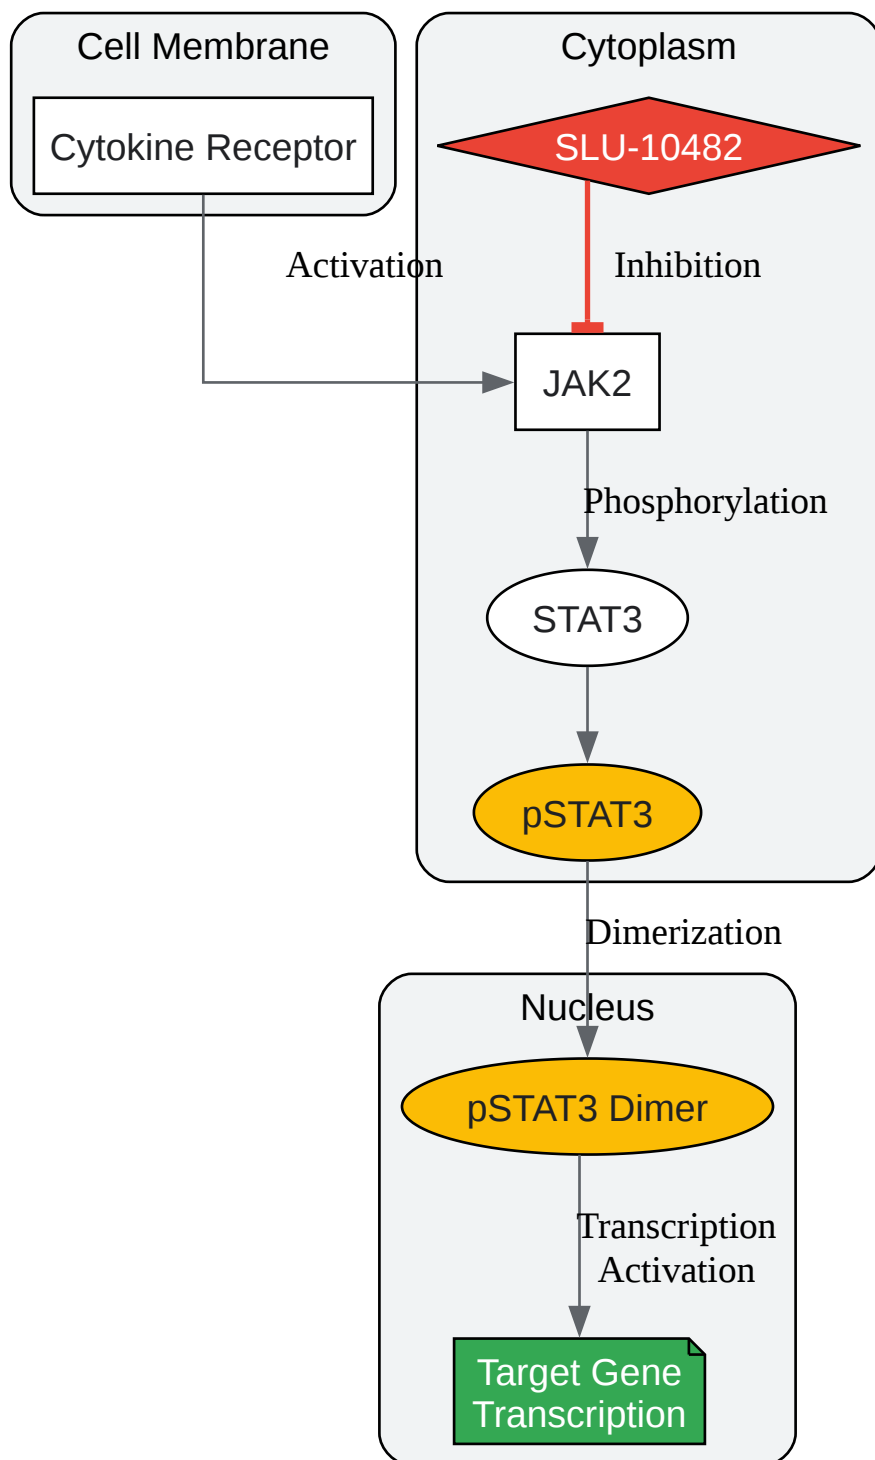 Cell Membrane
Cytoplasm
Cytokine Receptor
SLU-10482
Activation
Inhibition
JAK2
Phosphorylation
STAT3
pSTAT3
Dimerization
Nucleus
pSTAT3 Dimer
Transcription
Activation
Target Gene
Transcription